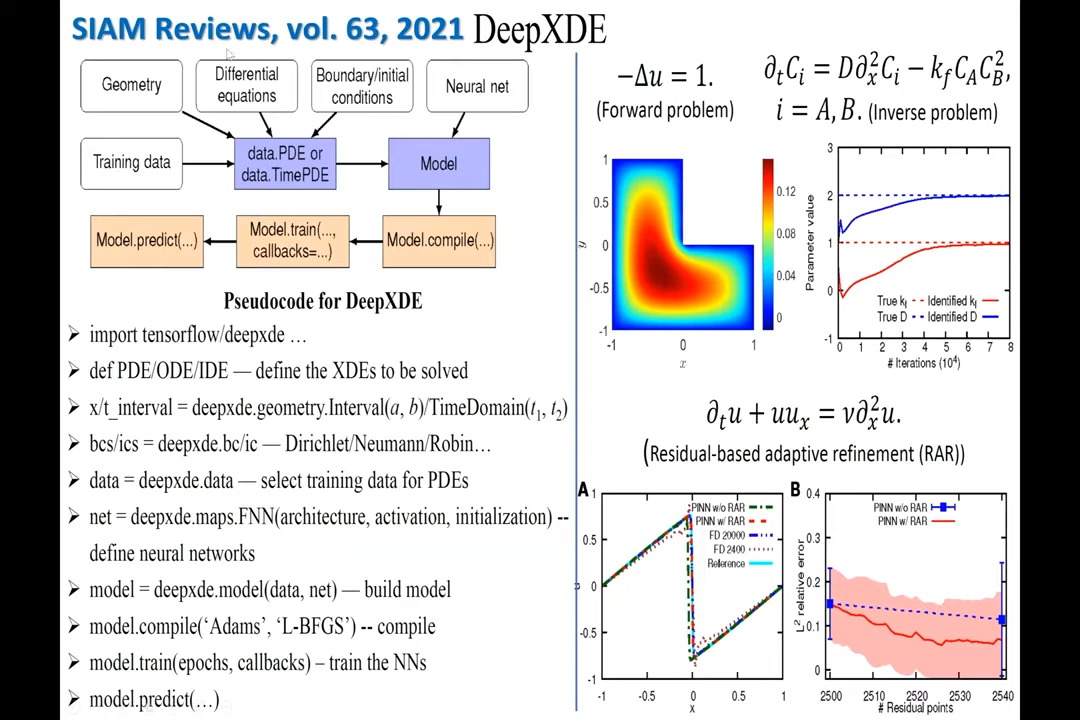 SIAM Reviews, vol. 63, 2021 DeepXDE
Geometry
Differential
equations
Boundary/initial
conditions
Neural net
Training data
data.PDE or
data.TimePDE
Model
Model.predict(...)
Model.train(...,
callbacks=...)
Model.compile(...)
Pseudocode for DeepXDE
➢ import tensorflow/deepxde …
➢ def PDE/ODE/IDE — define the XDEs to be solved
➢ x/t_interval = deepxde.geometry.Interval(a, b)/TimeDomain(t₁, t₂)
➢ bcs/ics = deepxde.bc/ic — Dirichlet/Neumann/Robin…
➢ data = deepxde.data — select training data for PDEs
➢ net = deepxde.maps.FNN(architecture, activation, initialization) --
define neural networks
➢ model = deepxde.model(data, net) — build model
➢ model.compile(‘Adams’, ‘L-BFGS’) -- compile
➢ model.train(epochs, callbacks) – train the NNs
➢ model.predict(…)
−Δu = 1.
(Forward problem)
∂ₜCᵢ = D∂ₓ²Cᵢ − k_f C_A C_B²,
i = A, B. (Inverse problem)
1
0.5
0
-0.5
-1
y
-1
0
1
x
0.12
0.08
0.04
0
3
2
1
0
-1
Parameter value
True k_f
Identified k_f
True D
Identified D
0 1 2 3 4 5 6 7 8
# Iterations (10⁴)
∂ₜu + uuₓ = ν∂ₓ²u.
(Residual-based adaptive refinement (RAR))
A
1
0.5
0
-0.5
-1
PINN w/o RAR
PINN w/ RAR
FD 20000
FD 2400
Reference
-1 -0.5 0 0.5 1
x
B
0.4
0.3
0.2
0.1
0
L² relative error
PINN w/o RAR
PINN w/ RAR
2500 2510 2520 2530 2540
# Residual points